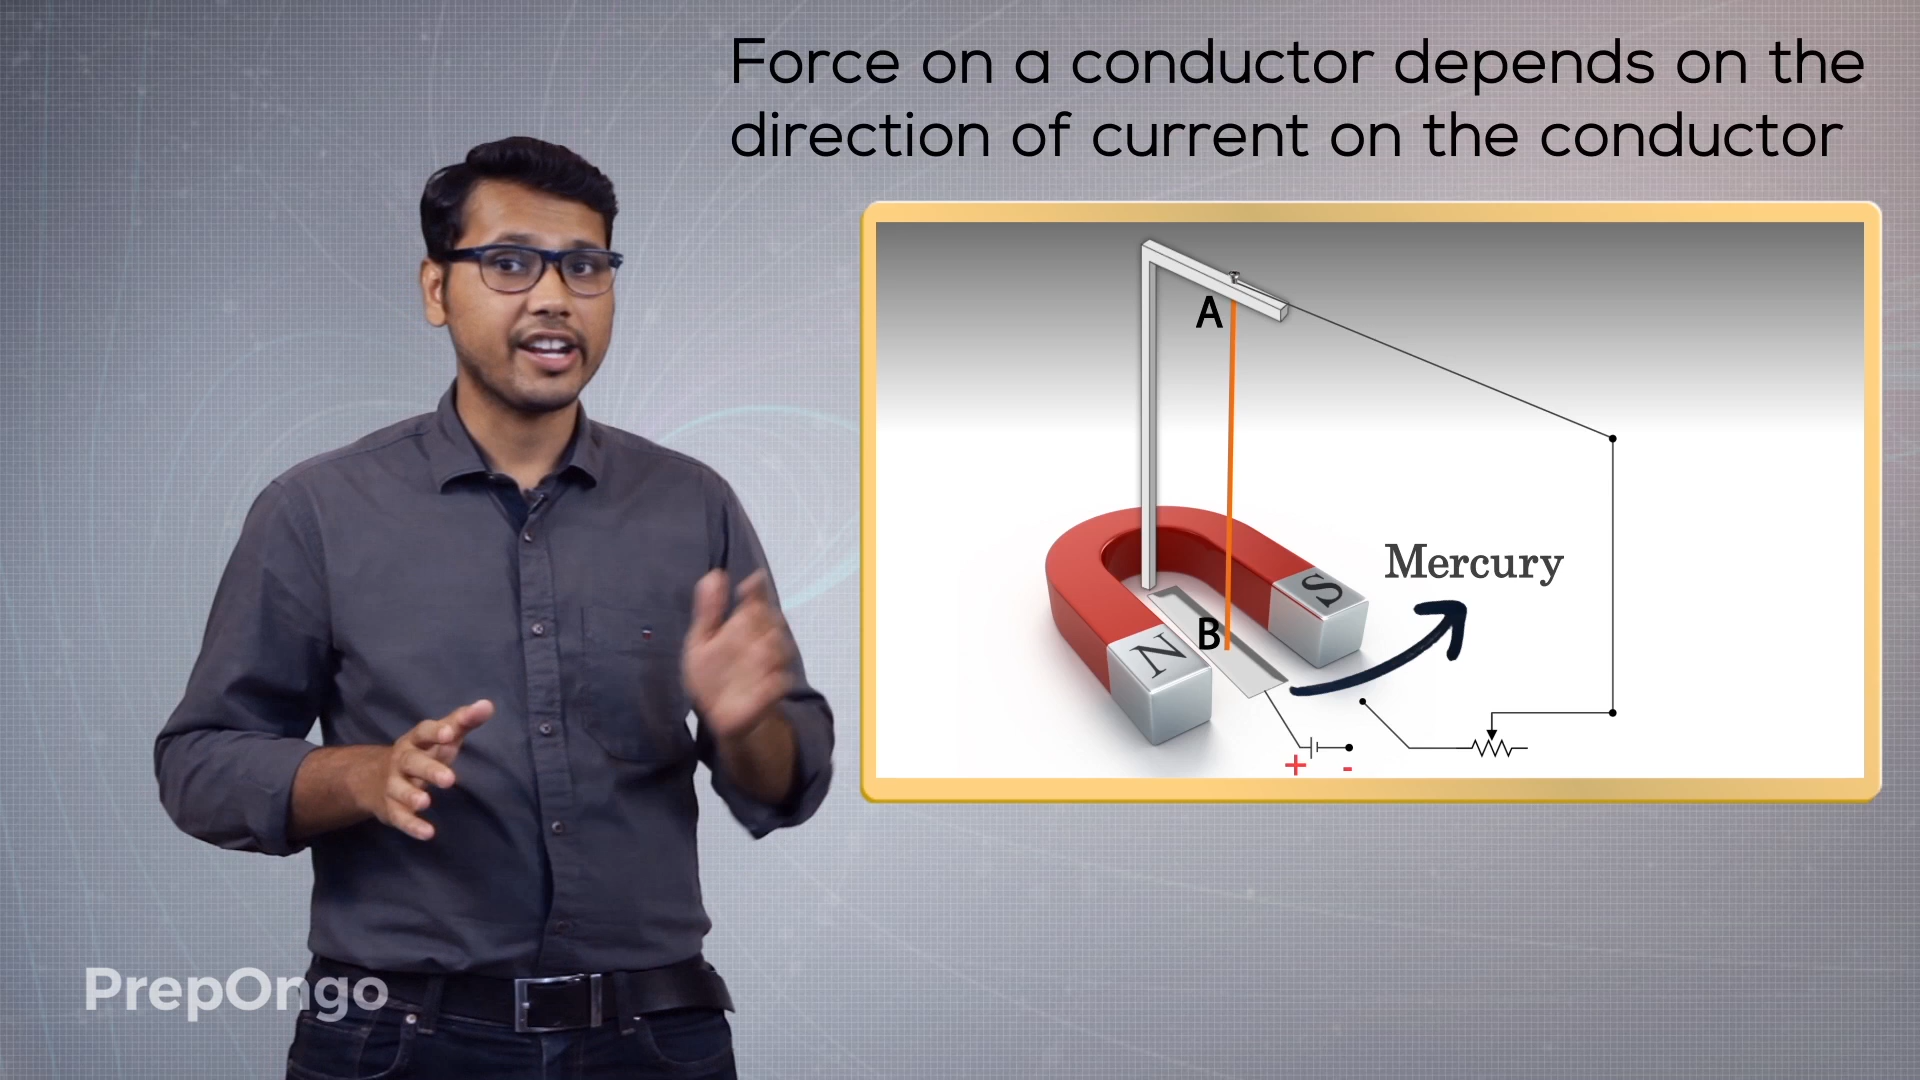 Force on a conductor depends on the
direction of current on the conductor
A
Mercury
S
B
N
+ -
PrepOngo